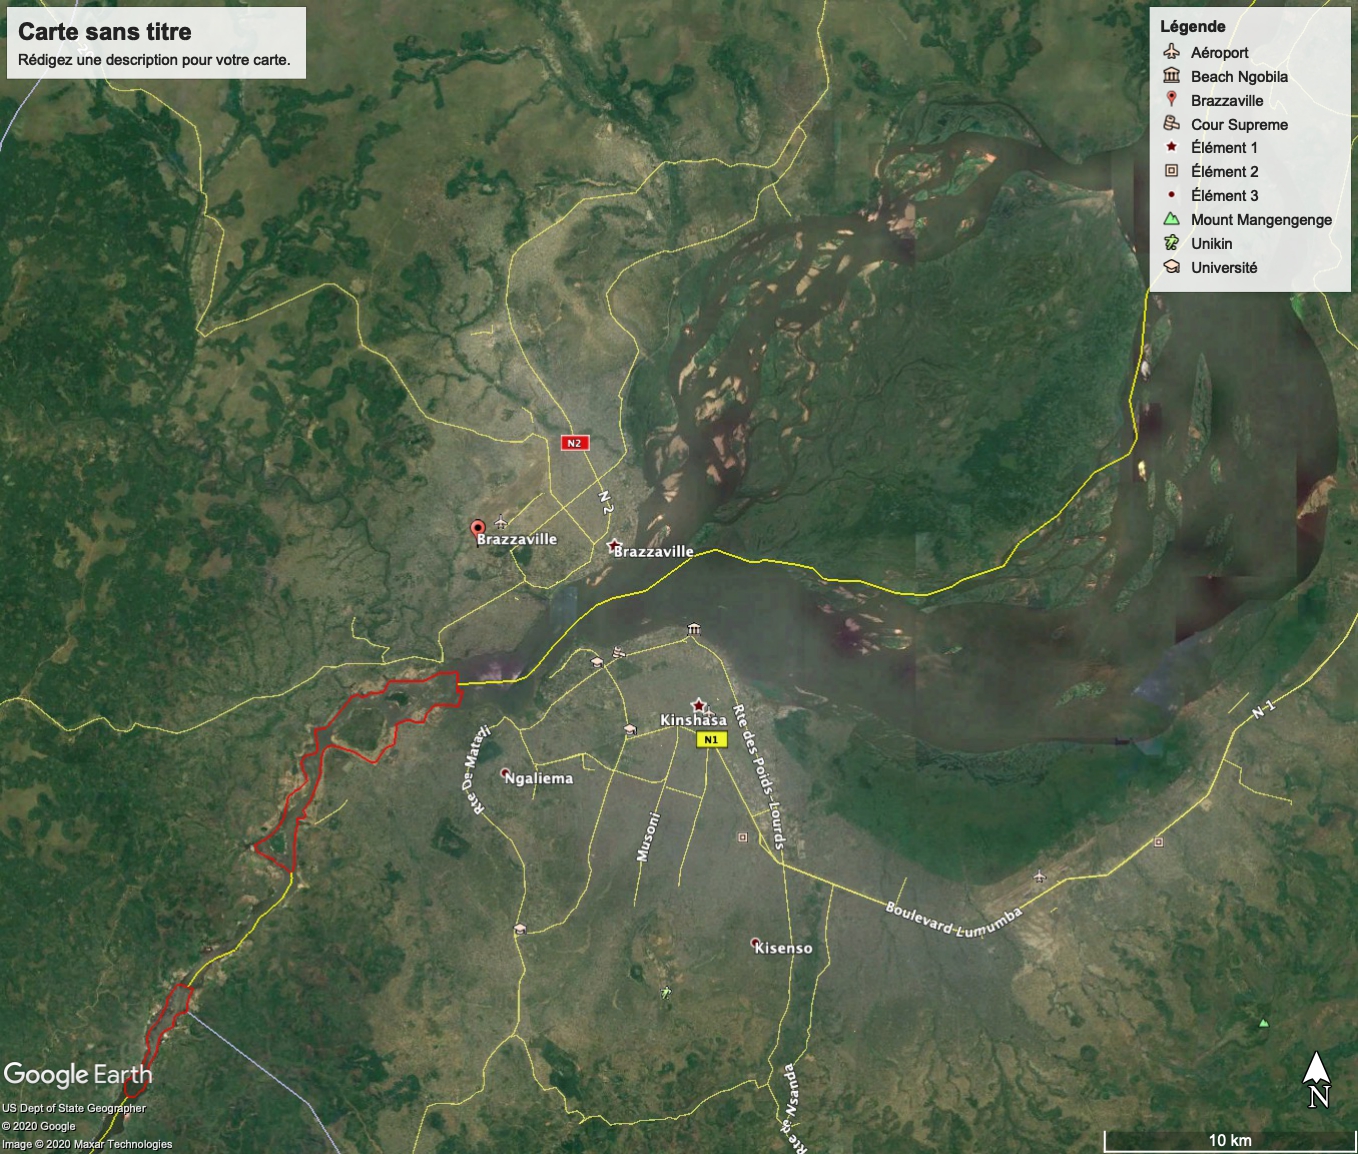 Carte sans titre
Rédigez une description pour votre carte.
Légende
Aéroport
Beach Ngobila
Brazzaville
Cour Supreme
Élément 1
Élément 2
Élément 3
Mount Mangengenge
Unikin
Université
N2
N 2
Brazzaville
Brazzaville
Kinshasa
N1
N 1
Rte des Poids Lourds
Rte De Matadi
Ngaliema
Musoni
Boulevard Lumumba
Kisenso
Nsanda
Google Earth
US Dept of State Geographer
© 2020 Google
Image © 2020 Maxar Technologies
N
10 km